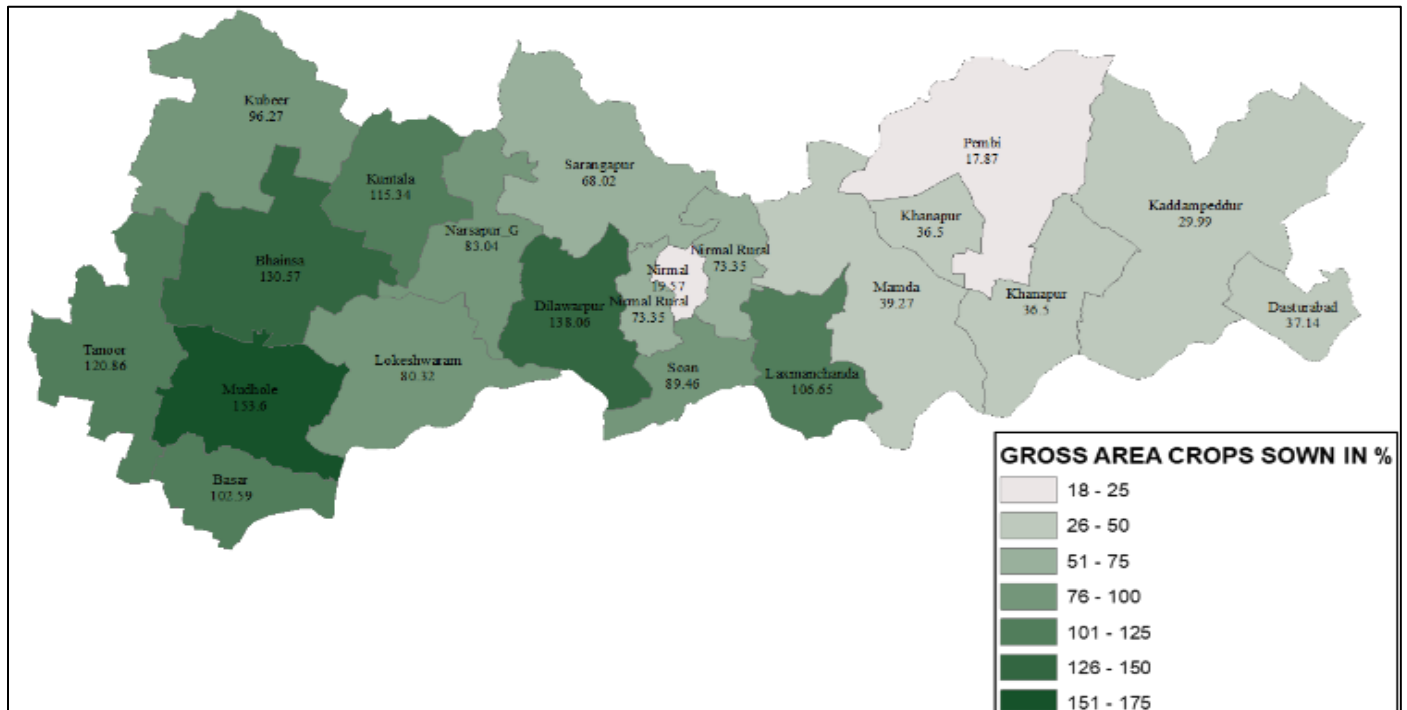 Kubeer
96.27
Kuntala
115.34
Sarangapur
68.02
Pembi
17.87
Kaddampeddur
29.99
Khanapur
36.5
Narsapur_G
83.04
Bhainsa
130.57
Nirmal Rural
73.35
Nirmal
19.57
Nirmal Rural
73.35
Dilawarpur
138.06
Mamda
39.27
Khanapur
36.5
Dasturabad
37.14
Tanoor
120.86
Lokeshwaram
80.32
Soan
89.46
Laxmanchanda
106.65
Mudhole
153.6
Basar
102.59
GROSS AREA CROPS SOWN IN %
18 - 25
26 - 50
51 - 75
76 - 100
101 - 125
126 - 150
151 - 175